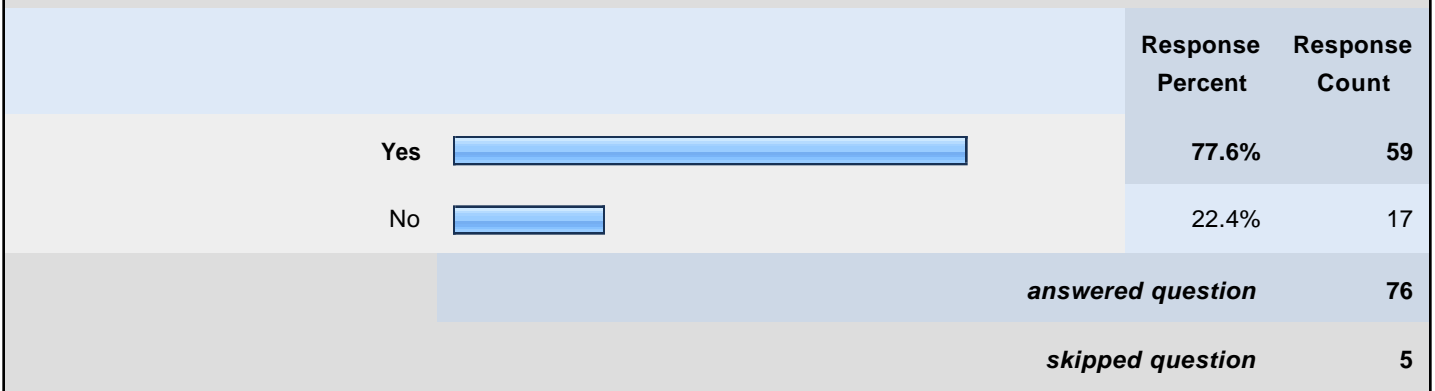 Response Percent Response Count
Yes 77.6% 59
No 22.4% 17
answered question 76
skipped question 5